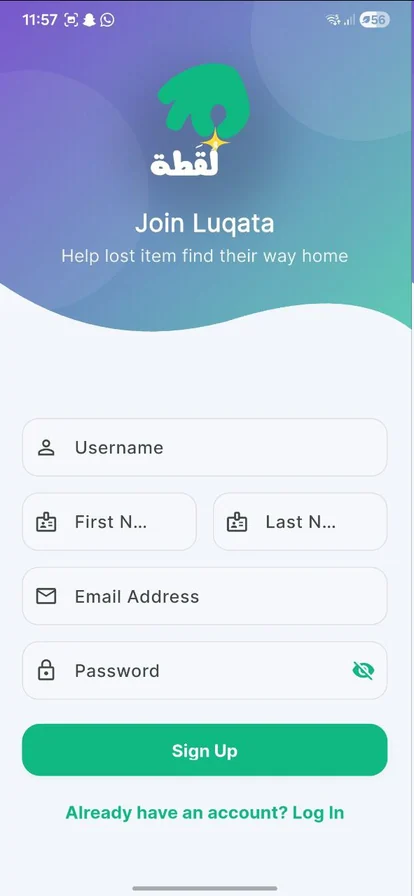 11:57
56
لُقَطة
Join Luqata
Help lost item find their way home
Username
First N...
Last N...
Email Address
Password
Sign Up
Already have an account? Log In